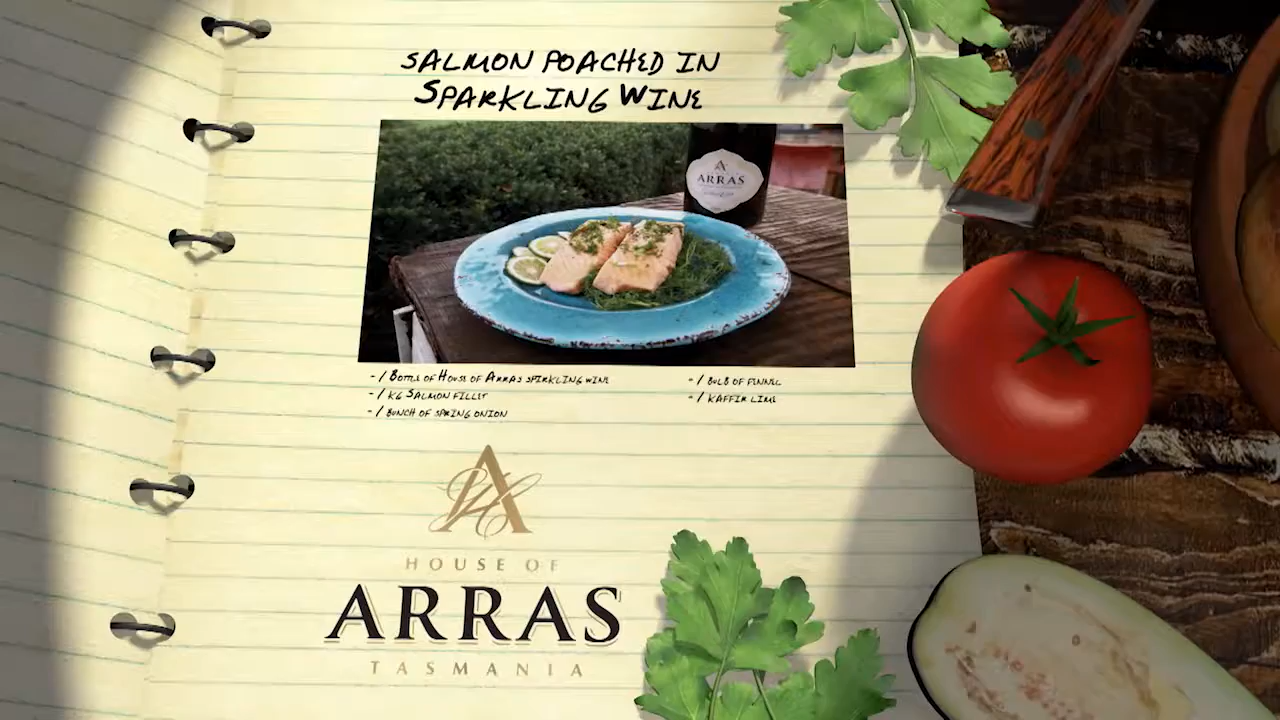 SALMON POACHED IN
SPARKLING WINE
ARRAS
- 1 BOTTLE OF HOUSE OF ARRAS SPIRKLING WINE
- 1 KG SALMON FILLET
- 1 BUNCH OF SPRING ONION
- 1 BULB OF FENNEL
- 1 KAFFIR LIME
HOUSE OF
ARRAS
TASMANIA